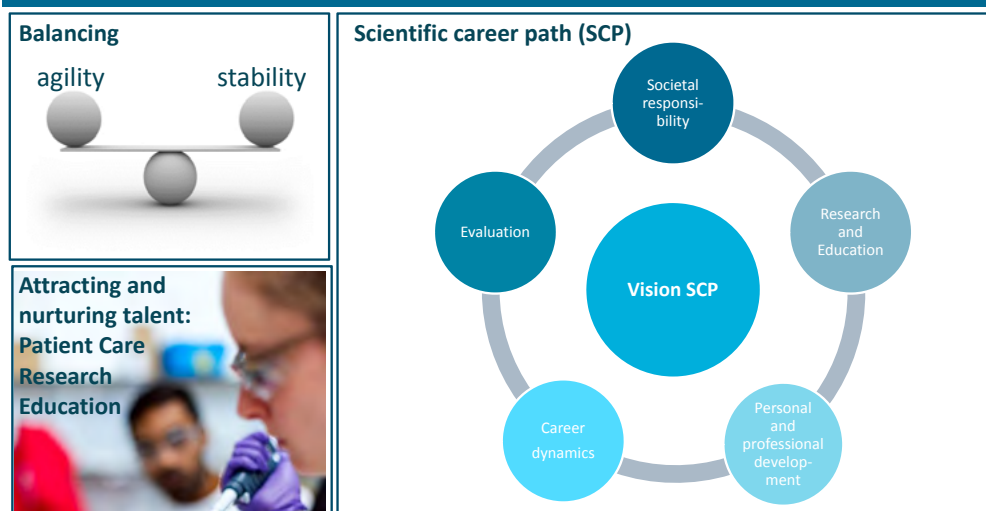 Balancing
agility
stability
Attracting and
nurturing talent:
Patient Care
Research
Education
Scientific career path (SCP)
Societal
responsi-
bility
Research
and
Education
Personal
and
professional
develop-
ment
Career
dynamics
Evaluation
Vision SCP